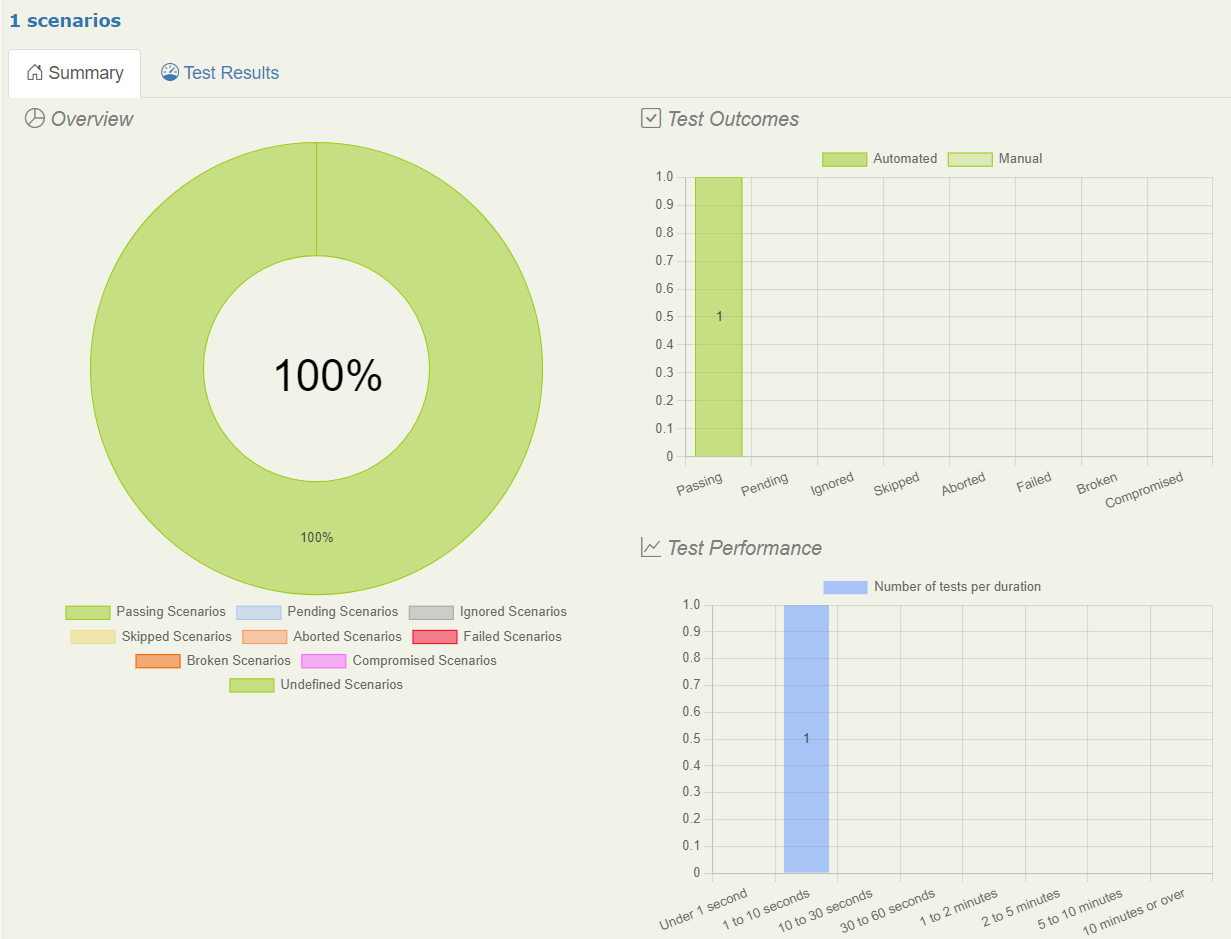 1 scenarios
Summary
Test Results
Overview
100%
100%
Passing Scenarios Pending Scenarios Ignored Scenarios
Skipped Scenarios Aborted Scenarios Failed Scenarios
Broken Scenarios Compromised Scenarios
Undefined Scenarios
Test Outcomes
Automated Manual
1.0
0.9
0.8
0.7
0.6
0.5
0.4
0.3
0.2
0.1
0
1
Passing Pending Ignored Skipped Aborted Failed Broken Compromised
Test Performance
Number of tests per duration
1.0
0.9
0.8
0.7
0.6
0.5
0.4
0.3
0.2
0.1
0
1
Under 1 second 1 to 10 seconds 10 to 30 seconds 30 to 60 seconds 1 to 2 minutes 2 to 5 minutes 5 to 10 minutes 10 minutes or over